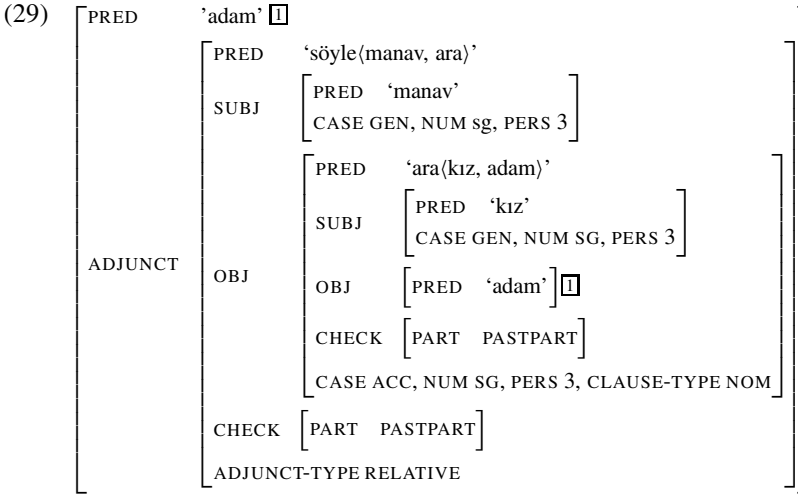 (29)
PRED 'adam' 1
PRED ‘söyle⟨manav, ara⟩’
PRED ‘manav’
SUBJ
CASE GEN, NUM sg, PERS 3
PRED ‘ara⟨kız, adam⟩’
PRED ‘kız’
SUBJ
CASE GEN, NUM SG, PERS 3
ADJUNCT
OBJ
OBJ PRED ‘adam’ 1
CHECK PART PASTPART
CASE ACC, NUM SG, PERS 3, CLAUSE-TYPE NOM
CHECK PART PASTPART
ADJUNCT-TYPE RELATIVE